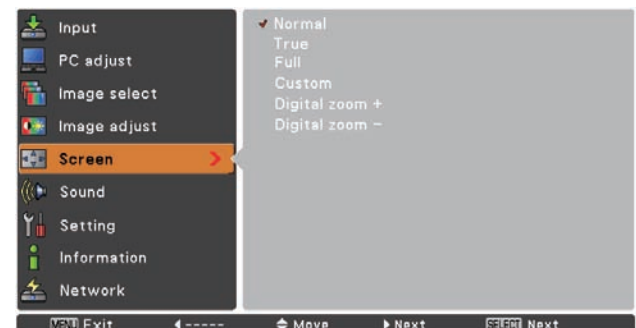 Input
PC adjust
Image select
Image adjust
Screen
Sound
Setting
Information
Network
Normal
True
Full
Custom
Digital zoom +
Digital zoom –
MENU Exit ◀----- Move ▶Next SELECT Next